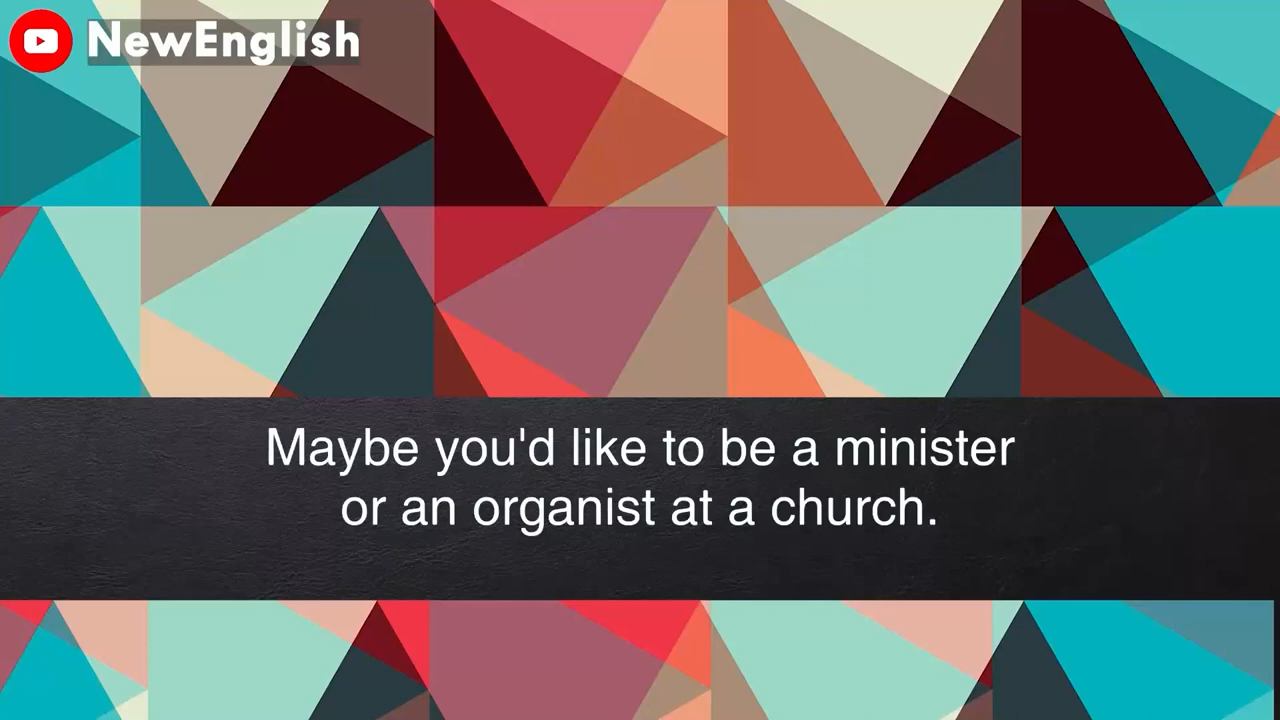 NewEnglish
Maybe you'd like to be a minister
or an organist at a church.